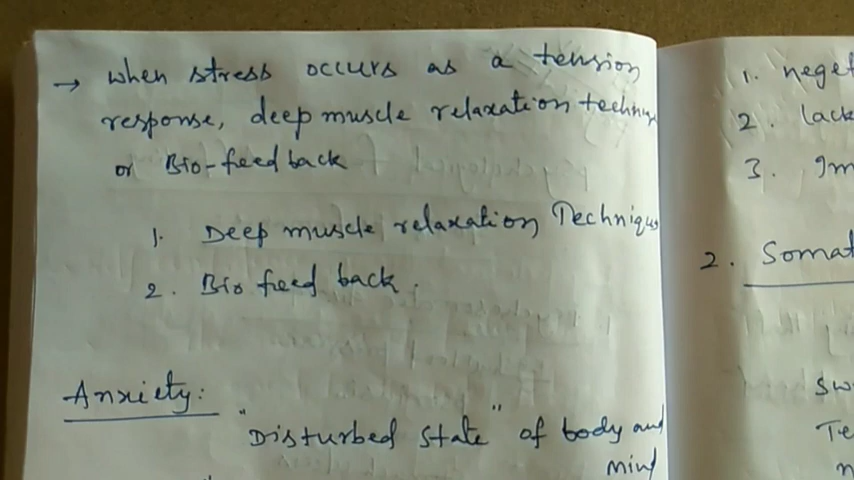 → when stress occurs as a tension
response, deep muscle relaxation
or Bio-feed back
1. Deep muscle relaxation Technique
2. Bio feed back.
Anxiety:
"Disturbed state" of body and
mind
1.
2. lack
3.
2.